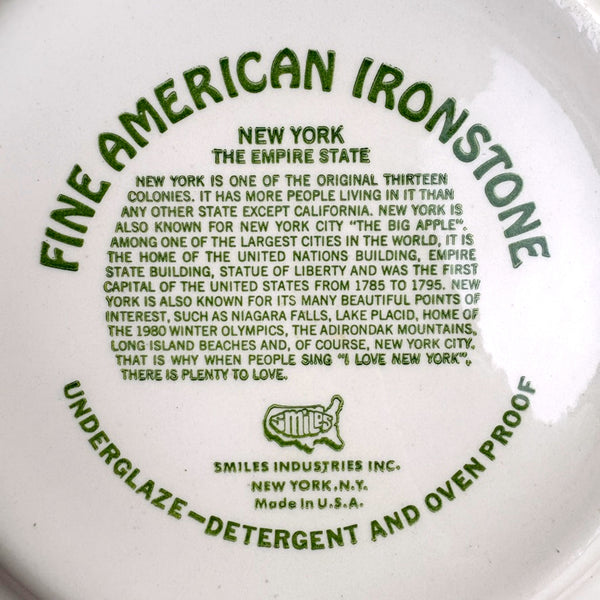 FINE AMERICAN IRONSTONE
NEW YORK
THE EMPIRE STATE
NEW YORK IS ONE OF THE ORIGINAL THIRTEEN
COLONIES. IT HAS MORE PEOPLE LIVING IN IT THAN
ANY OTHER STATE EXCEPT CALIFORNIA. NEW YORK IS
ALSO KNOWN FOR NEW YORK CITY "THE BIG APPLE".
AMONG ONE OF THE LARGEST CITIES IN THE WORLD, IT IS
THE HOME OF THE UNITED NATIONS BUILDING, EMPIRE
STATE BUILDING, STATUE OF LIBERTY AND WAS THE FIRST
CAPITAL OF THE UNITED STATES FROM 1785 TO 1795. NEW
YORK IS ALSO KNOWN FOR ITS MANY BEAUTIFUL POINTS OF
INTEREST, SUCH AS NIAGARA FALLS, LAKE PLACID, HOME OF
THE 1980 WINTER OLYMPICS, THE ADIRONDAK MOUNTAINS,
LONG ISLAND BEACHES AND, OF COURSE, NEW YORK CITY.
THAT IS WHY WHEN PEOPLE SING "I LOVE NEW YORK",
THERE IS PLENTY TO LOVE.
SMILES
SMILES INDUSTRIES INC.
NEW YORK, N.Y.
Made In U.S.A.
UNDERGLAZE-DETERGENT AND OVEN PROOF